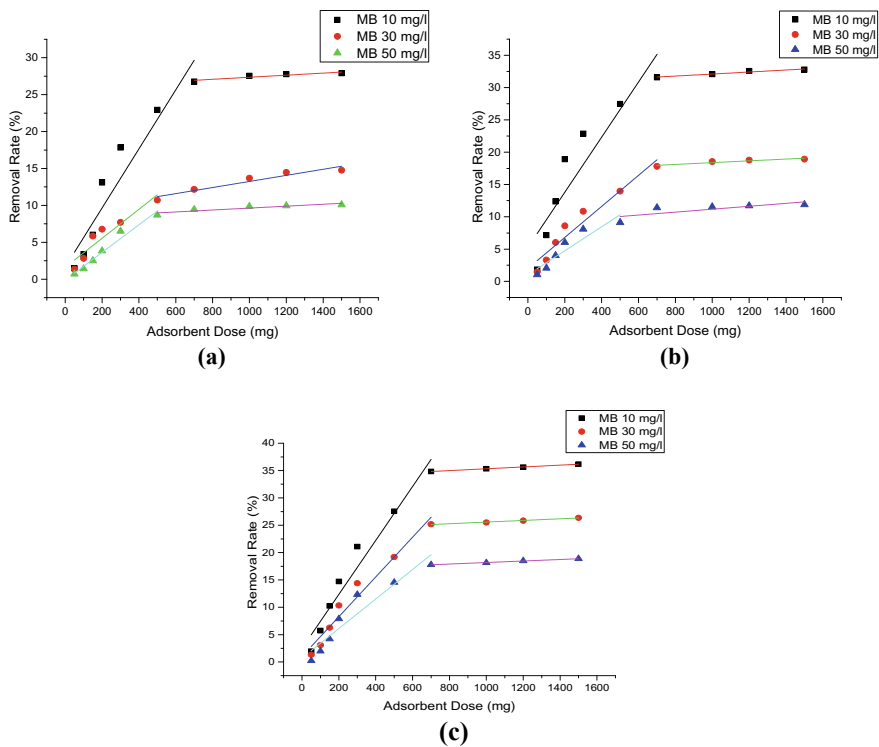 MB 10 mg/l
MB 30 mg/l
MB 50 mg/l
30
25
20
15
10
5
0
Removal Rate (%)
0 200 400 600 800 1000 1200 1400 1600
Adsorbent Dose (mg)
(a)
MB 10 mg/l
MB 30 mg/l
MB 50 mg/l
35
30
25
20
15
10
5
0
Removal Rate (%)
0 200 400 600 800 1000 1200 1400 1600
Adsorbent Dose (mg)
(b)
MB 10 mg/l
MB 30 mg/l
MB 50 mg/l
40
35
30
25
20
15
10
5
0
Removal Rate (%)
0 200 400 600 800 1000 1200 1400 1600
Adsorbent Dose (mg)
(c)